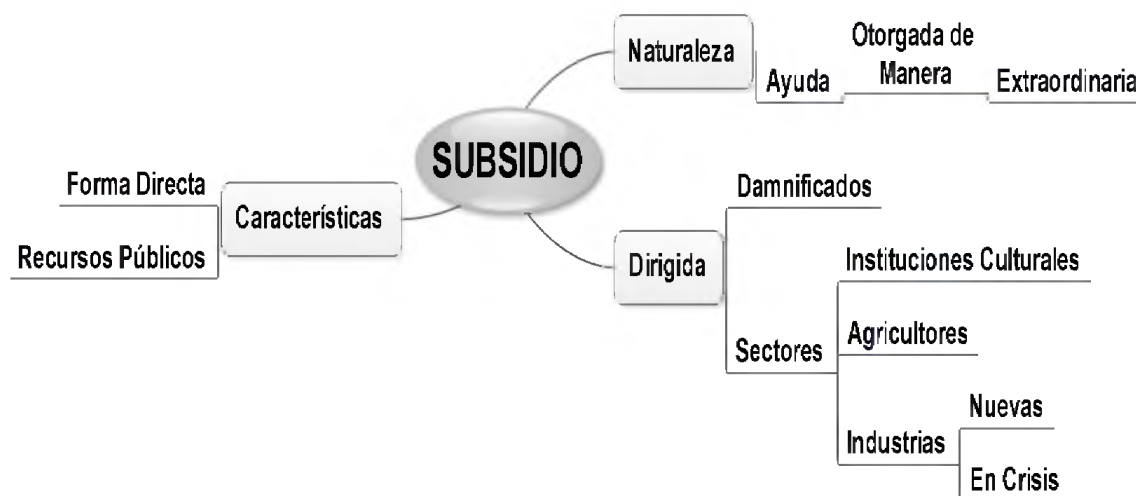 SUBSIDIO
Naturaleza
Ayuda
Otorgada de
Manera
Extraordinaria
Dirigida
Damnificados
Sectores
Instituciones Culturales
Agricultores
Industrias
Nuevas
En Crisis
Características
Forma Directa
Recursos Públicos